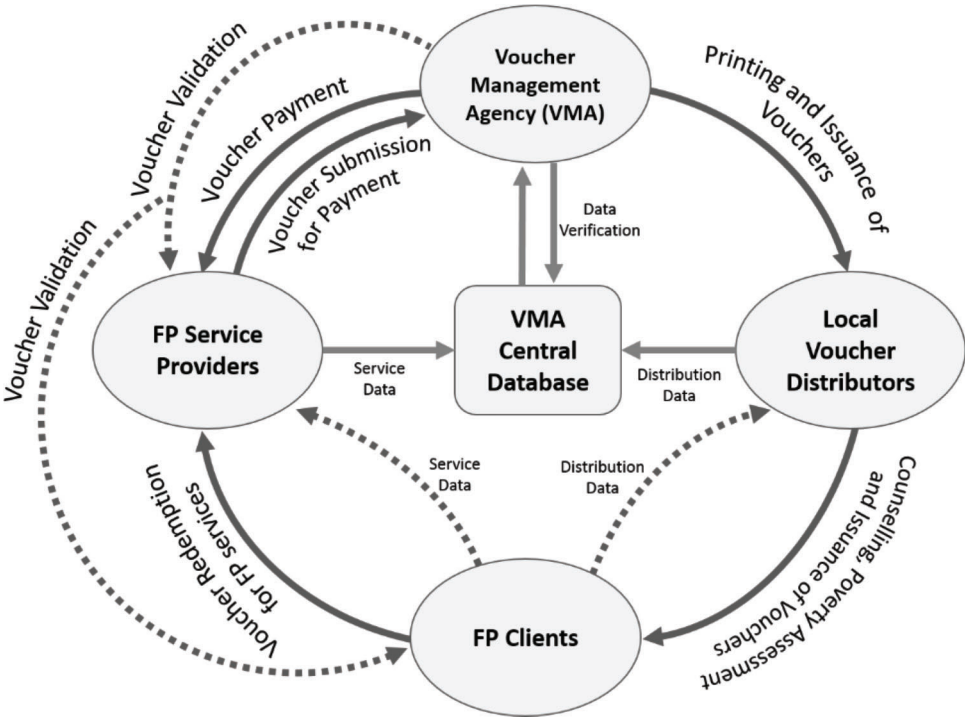 Voucher
Management
Agency (VMA)
Printing and Issuance of
Vouchers
Voucher Validation
Voucher Payment
Voucher Submission
for Payment
Data
Verification
Voucher Validation
FP Service
Providers
Service
Data
VMA
Central
Database
Distribution
Data
Local
Voucher
Distributors
Service
Data
Distribution
Data
Voucher Redemption
for FP services
Counselling, Poverty Assessment
and Issuance of Vouchers
FP Clients